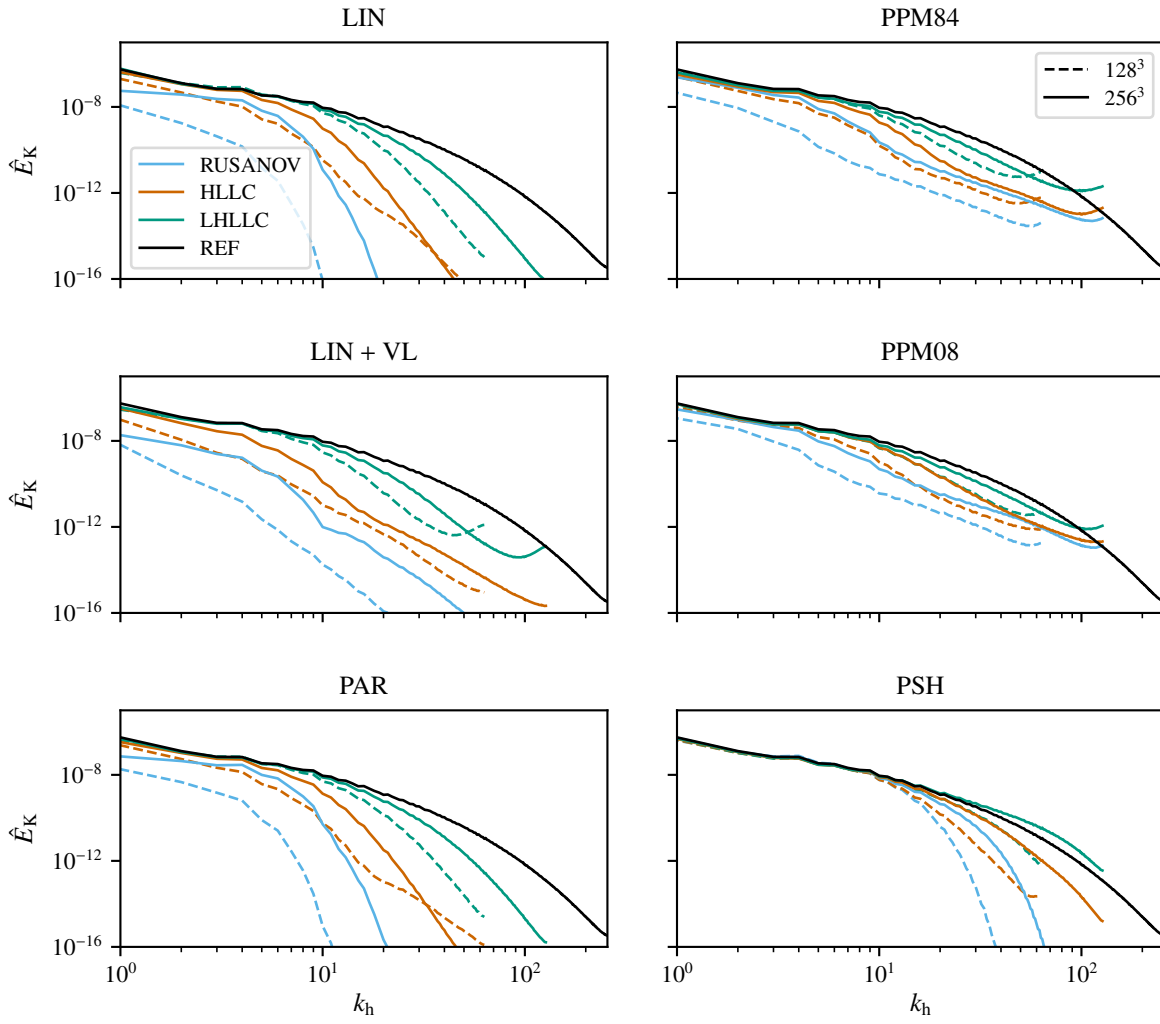 LIN
PPM84
10⁻⁸
10⁻¹²
10⁻¹⁶
Ê_K
RUSANOV
HLLC
LHLLC
REF
128³
256³
LIN + VL
PPM08
10⁻⁸
10⁻¹²
10⁻¹⁶
Ê_K
PAR
PSH
10⁻⁸
10⁻¹²
10⁻¹⁶
Ê_K
10⁰
10¹
10²
k_h
10⁰
10¹
10²
k_h